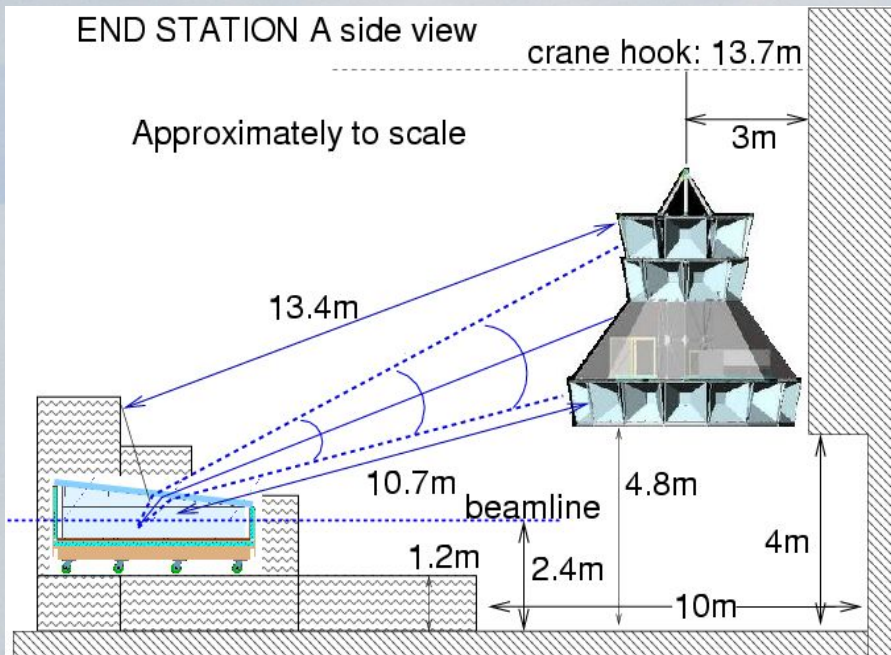 END STATION A side view
crane hook: 13.7m
Approximately to scale
3m
13.4m
10.7m
beamline
4.8m
1.2m
2.4m
4m
10m